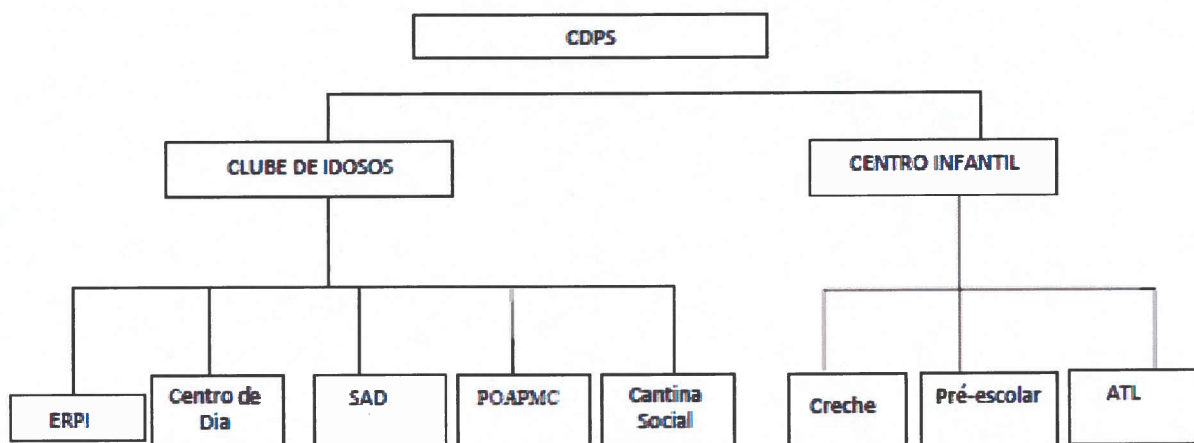 CDPS
CLUBE DE IDOSOS
CENTRO INFANTIL
ERPI
Centro de
Dia
SAD
POAPMC
Cantina
Social
Creche
Pré-escolar
ATL